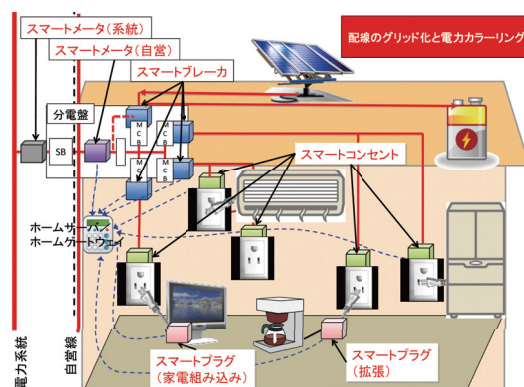 配線のグリッド化と電力カラーリング
スマートメータ(系統)
スマートメータ(自営)
スマートブレーカ
分電盤
SB
MCB
MCB
MCB
MCB
スマートコンセント
ホームサーバ
ホームゲートウェイ
スマートプラグ
(家電組み込み)
スマートプラグ
(拡張)
電力系統
自営線